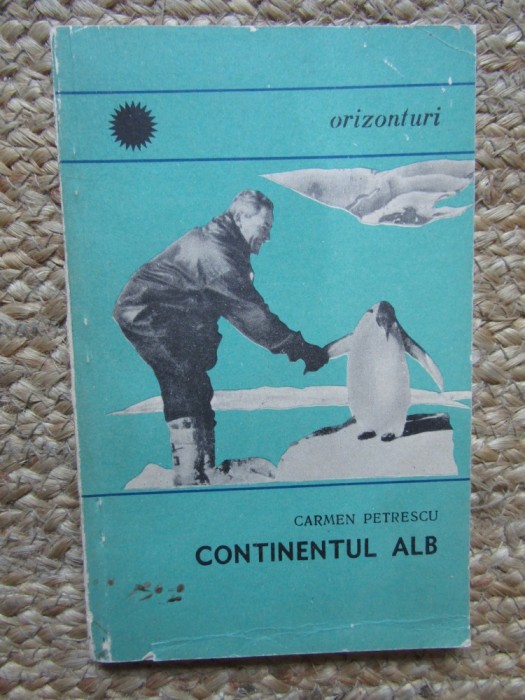 orizonturi
CARMEN PETRESCU
CONTINENTUL ALB